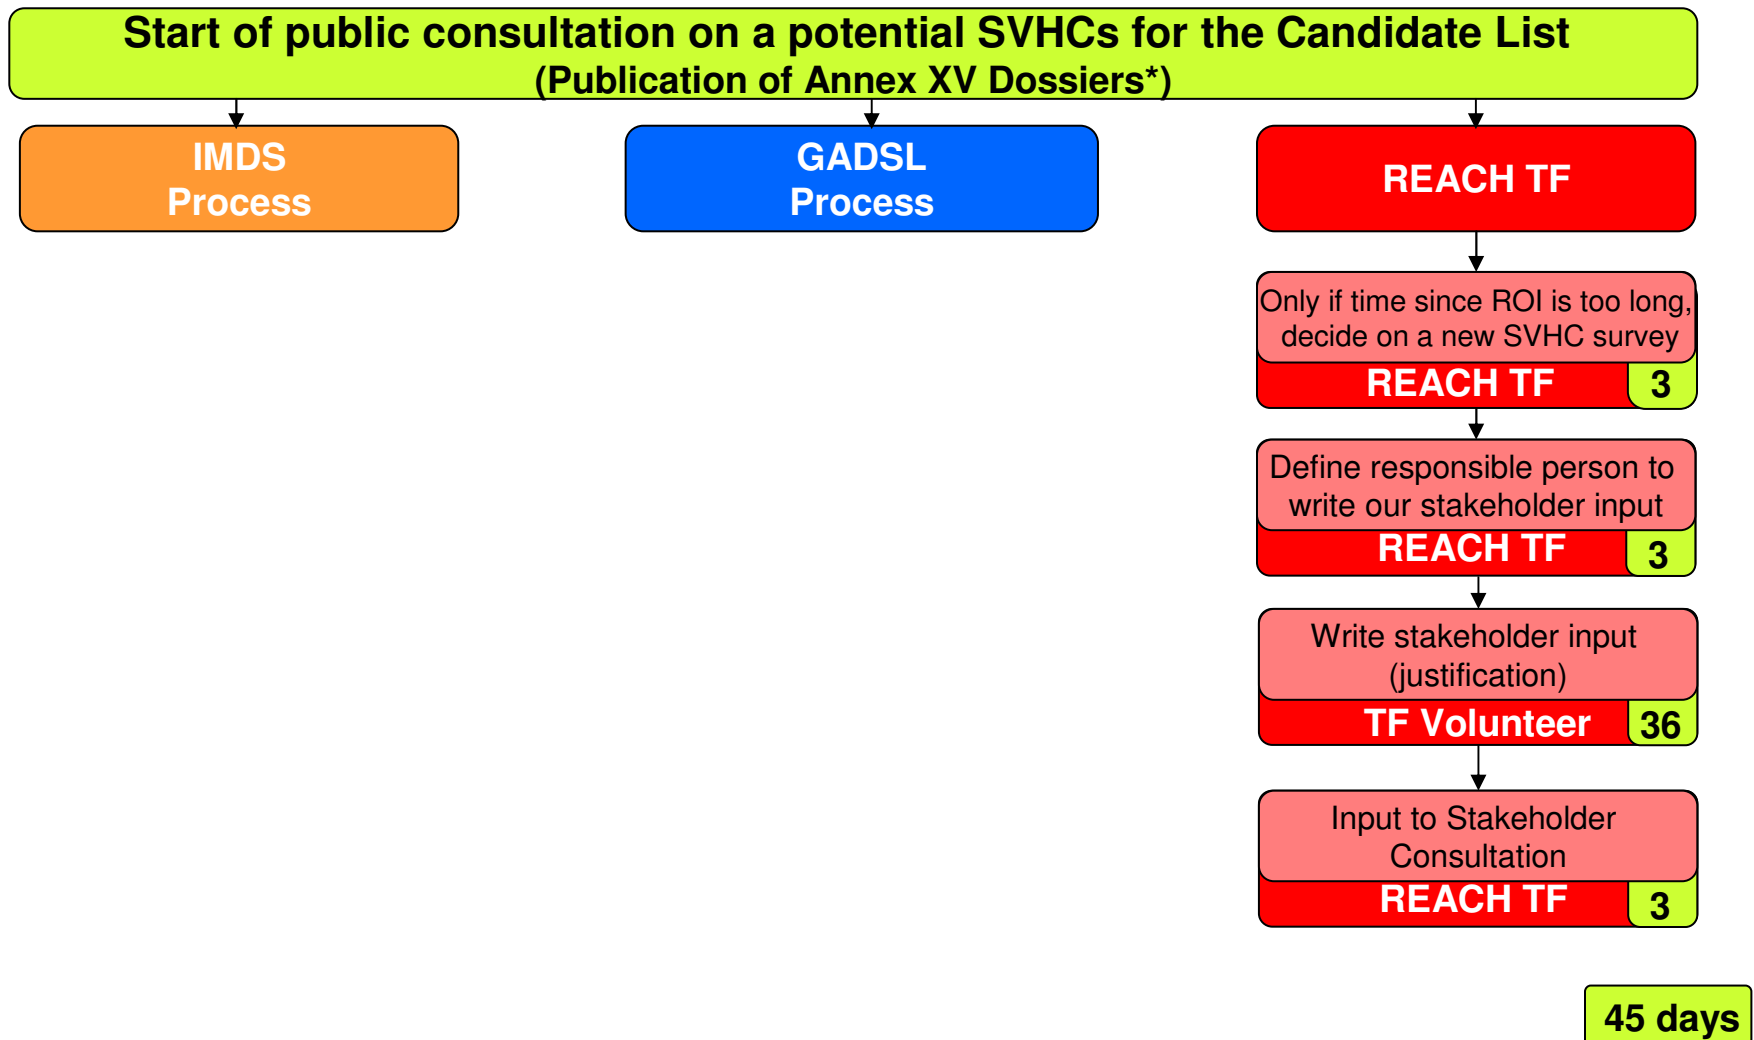 Start of public consultation on a potential SVHCs for the Candidate List
(Publication of Annex XV Dossiers*)
IMDS
Process
GADSL
Process
REACH TF
Only if time since ROI is too long,
decide on a new SVHC survey
REACH TF
3
Define responsible person to
write our stakeholder input
REACH TF
3
Write stakeholder input
(justification)
TF Volunteer
36
Input to Stakeholder
Consultation
REACH TF
3
45 days